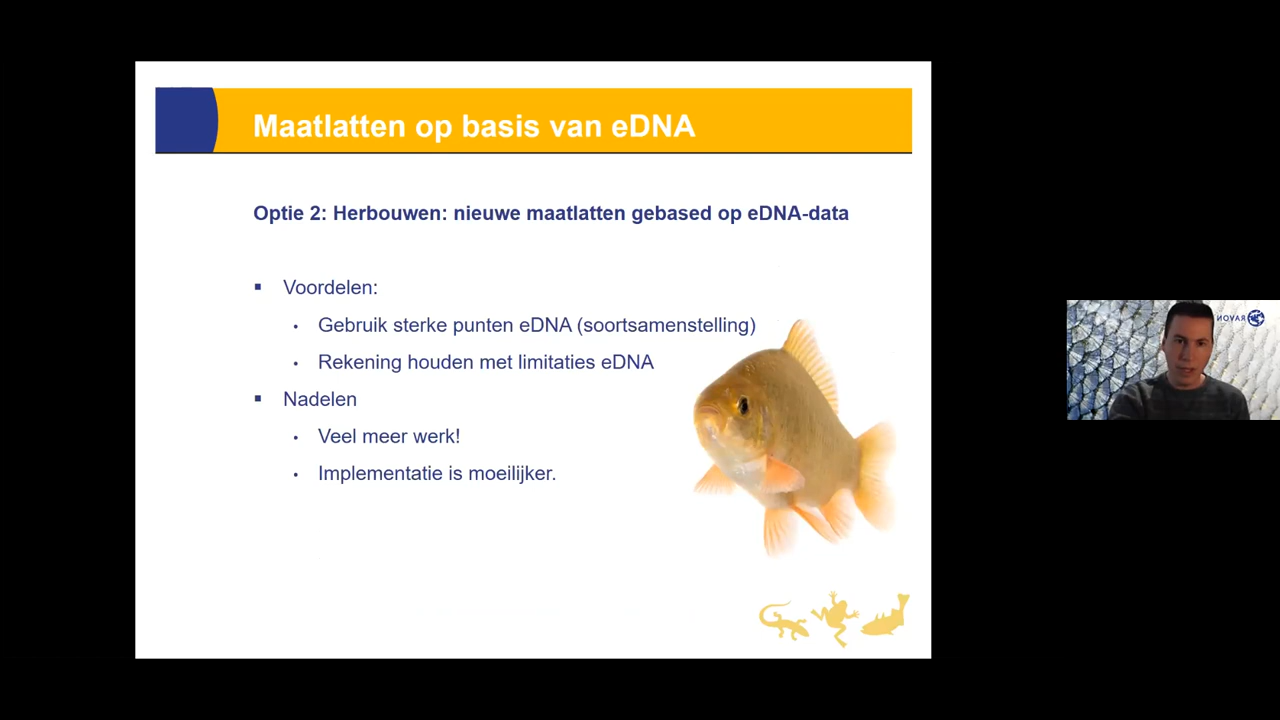 Maatlatten op basis van eDNA
Optie 2: Herbouwen: nieuwe maatlatten gebased op eDNA-data
Voordelen:
Gebruik sterke punten eDNA (soortsamenstelling)
Rekening houden met limitaties eDNA
Nadelen
Veel meer werk!
Implementatie is moeilijker.
RAVON